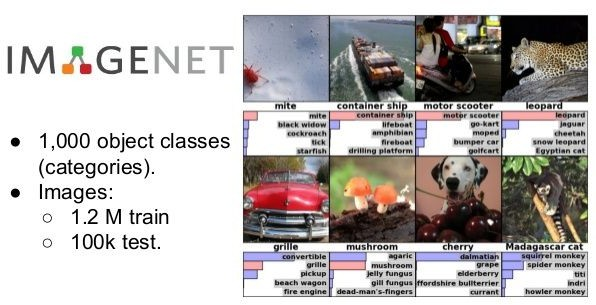 IMAGENET
● 1,000 object classes
(categories).
● Images:
○ 1.2 M train
○ 100k test.
mite
container ship
motor scooter
leopard
mite
black widow
cockroach
tick
starfish
container ship
lifeboat
amphibian
fireboat
drilling platform
motor scooter
go-kart
moped
bumper car
golfcart
leopard
jaguar
cheetah
snow leopard
Egyptian cat
grille
mushroom
cherry
Madagascar cat
convertible
grille
pickup
beach wagon
fire engine
agaric
mushroom
jelly fungus
gill fungus
dead-man's-fingers
dalmatian
grape
elderberry
ffordshire bullterrier
currant
squirrel monkey
spider monkey
titi
indri
howler monkey